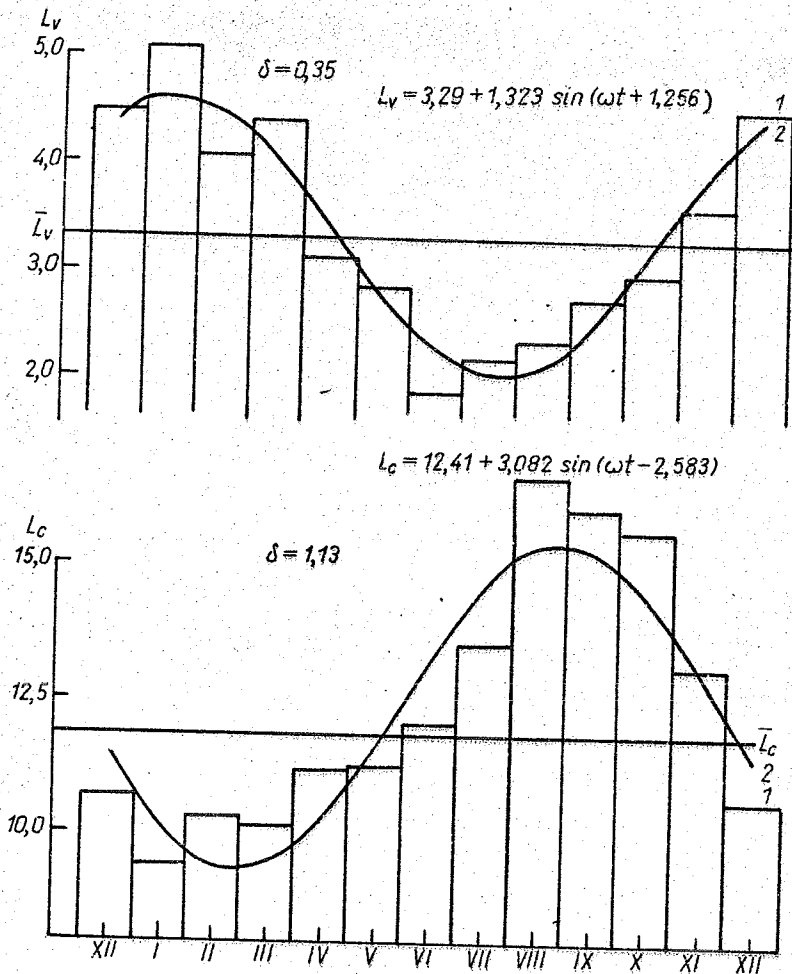 L_v
5,0
δ=0,35
L_v = 3,29 + 1,323 sin (ωt + 1,256)
1
2
4,0
L̅_v
3,0
2,0
L_c = 12,41 + 3,082 sin (ωt − 2,583)
L_c
15,0
δ = 1,13
12,5
L̅_c
2
1
10,0
XII I II III IV V VI VII VIII IX X XI XII